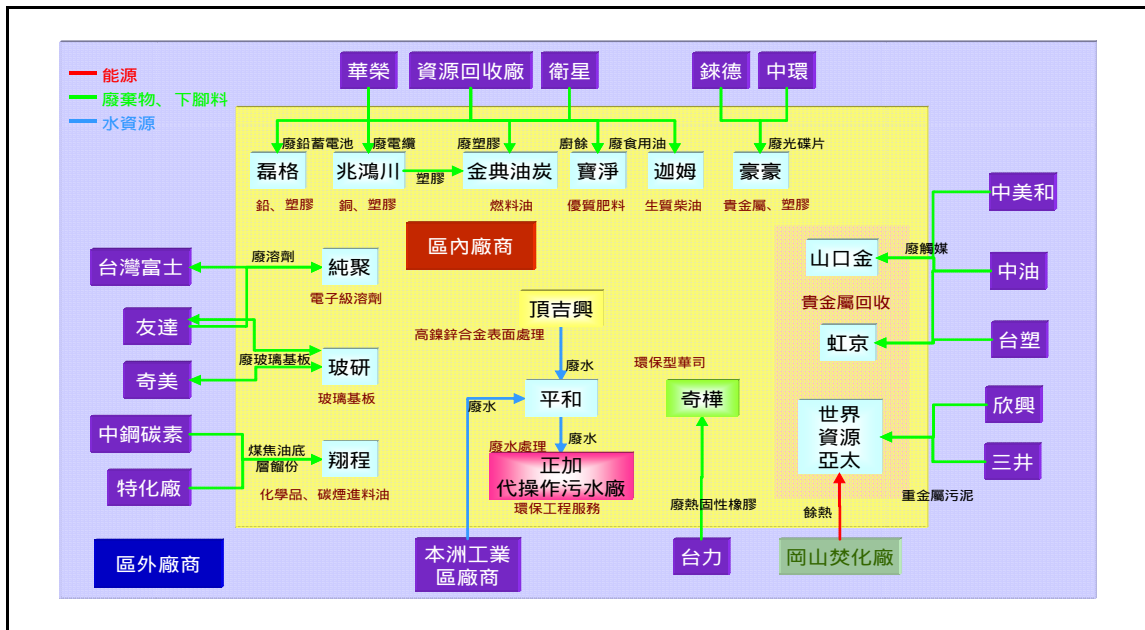 能源
廢棄物、下腳料
水資源
華榮
資源回收廠
衛星
錸德
中環
廢鉛蓄電池
廢電纜
廢塑膠
廚餘
廢食用油
廢光碟片
磊格
兆鴻川
塑膠
金典油炭
寶淨
迦姆
豪豪
鉛、塑膠
銅、塑膠
燃料油
優質肥料
生質柴油
貴金屬、塑膠
中美和
區內廠商
台灣富士
廢溶劑
純聚
電子級溶劑
山口金
廢觸媒
中油
頂吉興
貴金屬回收
友達
高鎳鋅合金表面處理
虹京
台塑
廢玻璃基板
玻研
廢水
環保型華司
奇美
玻璃基板
廢水
平和
奇樺
欣興
世界
資源
亞太
中鋼碳素
煤焦油底
層餾份
翔程
廢水處理
廢水
正加
代操作污水廠
三井
特化廠
化學品、碳煙進料油
環保工程服務
廢熱固性橡膠
餘熱
重金屬污泥
區外廠商
本洲工業
區廠商
台力
岡山焚化廠